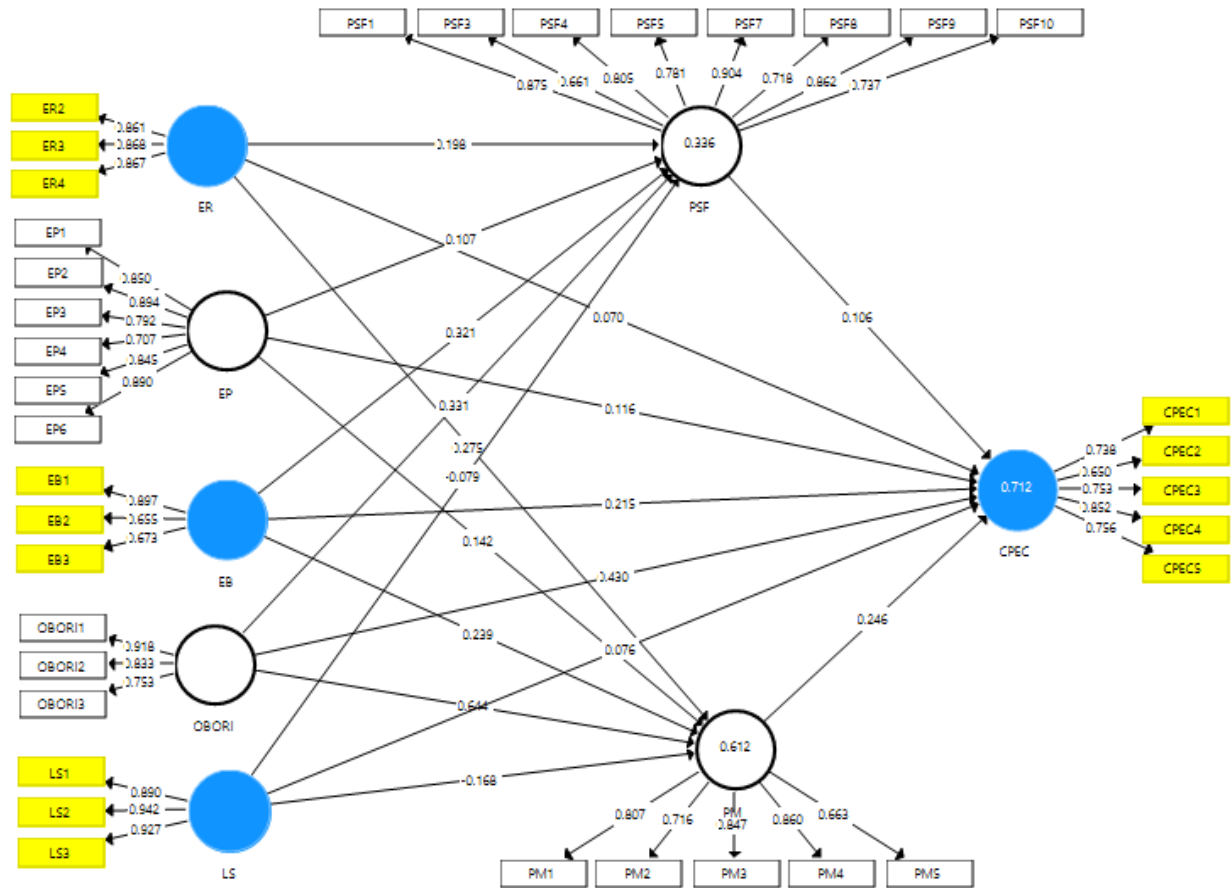 PSF1 PSF3 PSF4 PSF5 PSF7 PSF8 PSF9 PSF10
0.875 0.661 0.805 0.781 0.904 0.718 0.862 0.737
ER2
ER3
ER4
0.861
0.868
0.867
ER
0.198
0.336
PSF
EP1
EP2
EP3
EP4
EP5
EP6
0.850
0.894
0.792
0.707
0.845
0.890
EP
0.107
0.070
0.106
0.321
0.331
0.116
0.275
-0.079
EB1
EB2
EB3
0.897
0.655
0.673
EB
0.215
0.142
0.430
0.239
0.076
0.246
0.712
CPEC
0.738
0.650
0.753
0.852
0.756
CPEC1
CPEC2
CPEC3
CPEC4
CPEC5
OBORI1
OBORI2
OBORI3
0.918
0.833
0.753
OBORI
0.644
-0.168
LS1
LS2
LS3
0.890
0.942
0.927
LS
0.612
PM
0.807 0.716 0.847 0.860 0.663
PM1 PM2 PM3 PM4 PM5